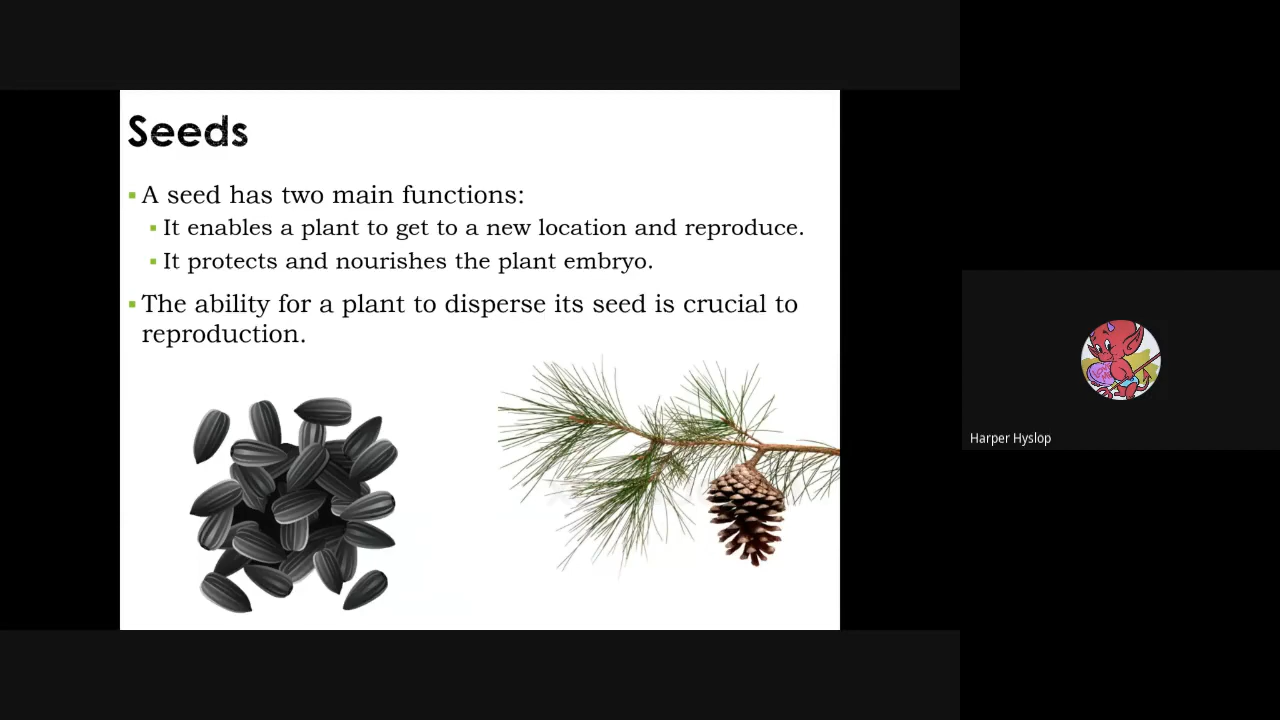 Seeds
A seed has two main functions:
It enables a plant to get to a new location and reproduce.
It protects and nourishes the plant embryo.
The ability for a plant to disperse its seed is crucial to
reproduction.
Harper Hyslop